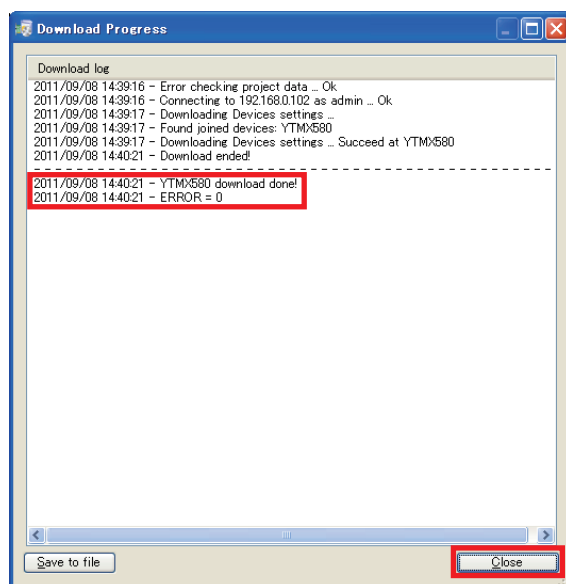 Download Progress
Download log
2011/09/08 14:39:16 - Error checking project data ... Ok
2011/09/08 14:39:16 - Connecting to 192.168.0.102 as admin ... Ok
2011/09/08 14:39:17 - Downloading Devices settings ...
2011/09/08 14:39:17 - Found joined devices: YTMX580
2011/09/08 14:39:17 - Downloading Devices settings ... Succeed at YTMX580
2011/09/08 14:40:21 - Download ended!
2011/09/08 14:40:21 - YTMX580 download done!
2011/09/08 14:40:21 - ERROR = 0
Save to file
Close